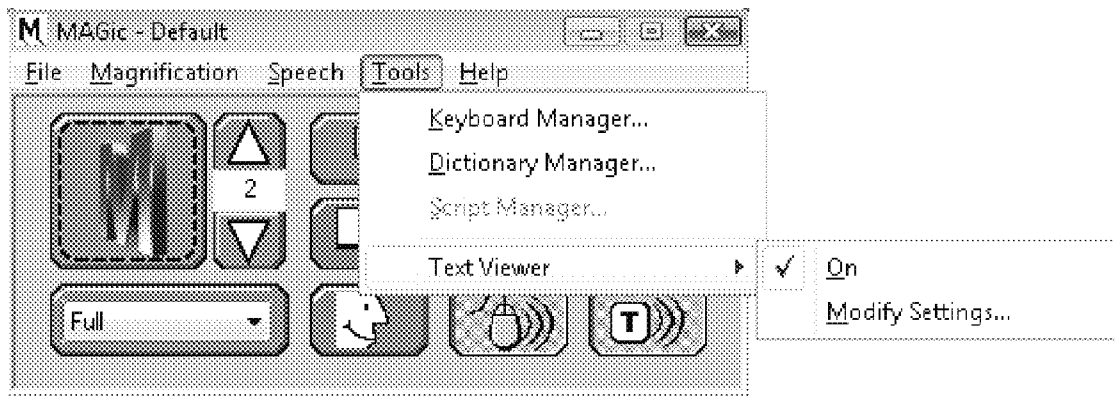 MAGic - Default
File Magnification Speech Tools Help
Keyboard Manager...
Dictionary Manager...
Script Manager...
Text Viewer
On
Modify Settings...
2
Full
T